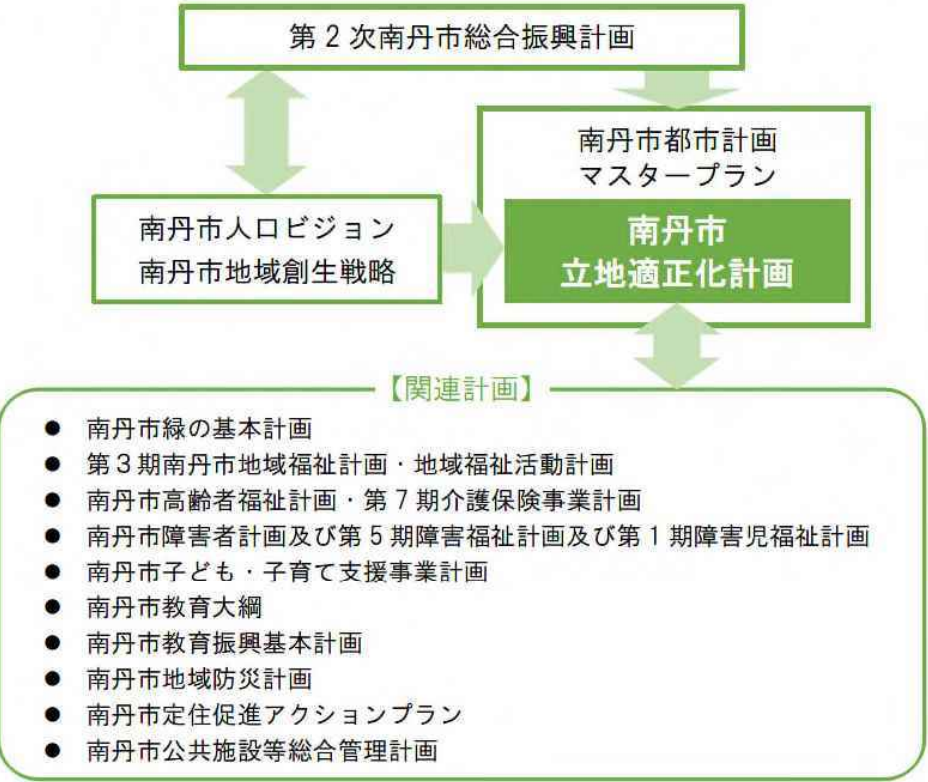 第２次南丹市総合振興計画
南丹市都市計画
マスタープラン
南丹市
立地適正化計画
南丹市人口ビジョン
南丹市地域創生戦略
【関連計画】
● 南丹市緑の基本計画
● 第３期南丹市地域福祉計画・地域福祉活動計画
● 南丹市高齢者福祉計画・第７期介護保険事業計画
● 南丹市障害者計画及び第５期障害福祉計画及び第１期障害児福祉計画
● 南丹市子ども・子育て支援事業計画
● 南丹市教育大綱
● 南丹市教育振興基本計画
● 南丹市地域防災計画
● 南丹市定住促進アクションプラン
● 南丹市公共施設等総合管理計画